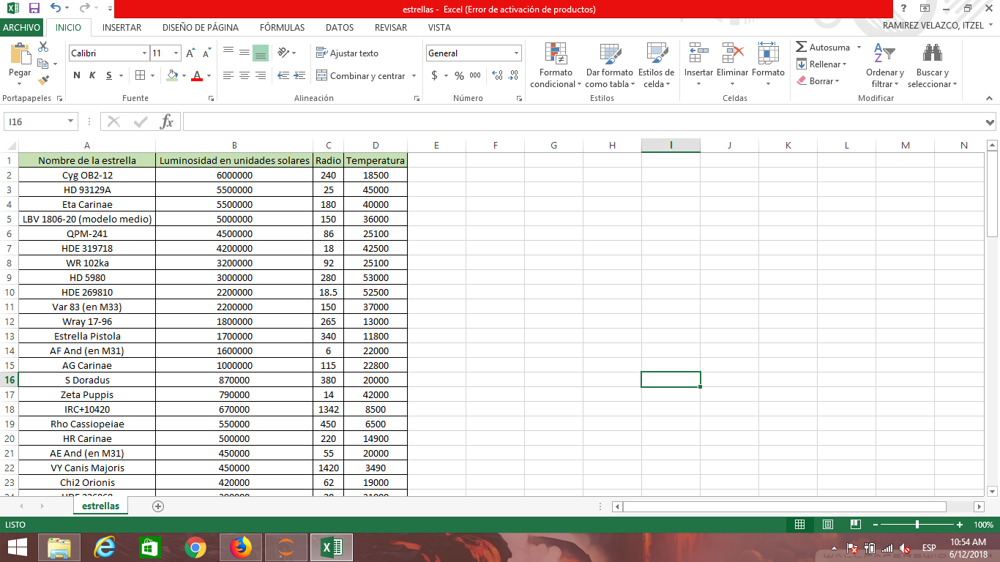 estrellas - Excel (Error de activación de productos)
ARCHIVO INICIO INSERTAR DISEÑO DE PÁGINA FÓRMULAS DATOS REVISAR VISTA RAMIREZ VELAZCO, ITZEL
Calibri 11 Ajustar texto General Autosuma
Pegar Rellenar
N K S Combinar y centrar $ % 000 Formato condicional Dar formato como tabla Estilos de celda Insertar Eliminar Formato Borrar Ordenar y filtrar Buscar y seleccionar
Portapapeles Fuente Alineación Número Estilos Celdas Modificar
I16 fx
A B C D E F G H I J K L M N
1 Nombre de la estrella Luminosidad en unidades solares Radio Temperatura
2 Cyg OB2-12 6000000 240 18500
3 HD 93129A 5500000 25 45000
4 Eta Carinae 5500000 180 40000
5 LBV 1806-20 (modelo medio) 5000000 150 36000
6 QPM-241 4500000 86 25100
7 HDE 319718 4200000 18 42500
8 WR 102ka 3200000 92 25100
9 HD 5980 3000000 280 53000
10 HDE 269810 2200000 18.5 52500
11 Var 83 (en M33) 2200000 150 37000
12 Wray 17-96 1800000 265 13000
13 Estrella Pistola 1700000 340 11800
14 AF And (en M31) 1600000 6 22000
15 AG Carinae 1000000 115 22800
16 S Doradus 870000 380 20000
17 Zeta Puppis 790000 14 42000
18 IRC+10420 670000 1342 8500
19 Rho Cassiopeiae 550000 450 6500
20 HR Carinae 500000 220 14900
21 AE And (en M31) 450000 55 20000
22 VY Canis Majoris 450000 1420 3490
23 Chi2 Orionis 420000 62 19000
estrellas
LISTO 100%
ESP 10:54 AM
6/12/2018